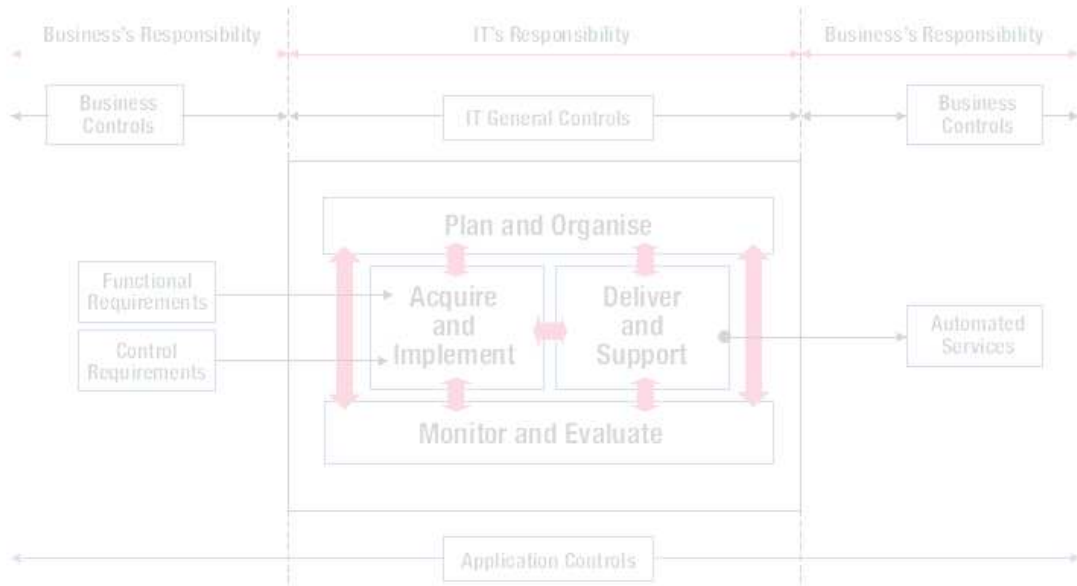 Business's Responsibility
IT's Responsibility
Business's Responsibility
Business
Controls
IT General Controls
Business
Controls
Plan and Organise
Functional
Requirements
Control
Requirements
Acquire
and
Implement
Deliver
and
Support
Automated
Services
Monitor and Evaluate
Application Controls